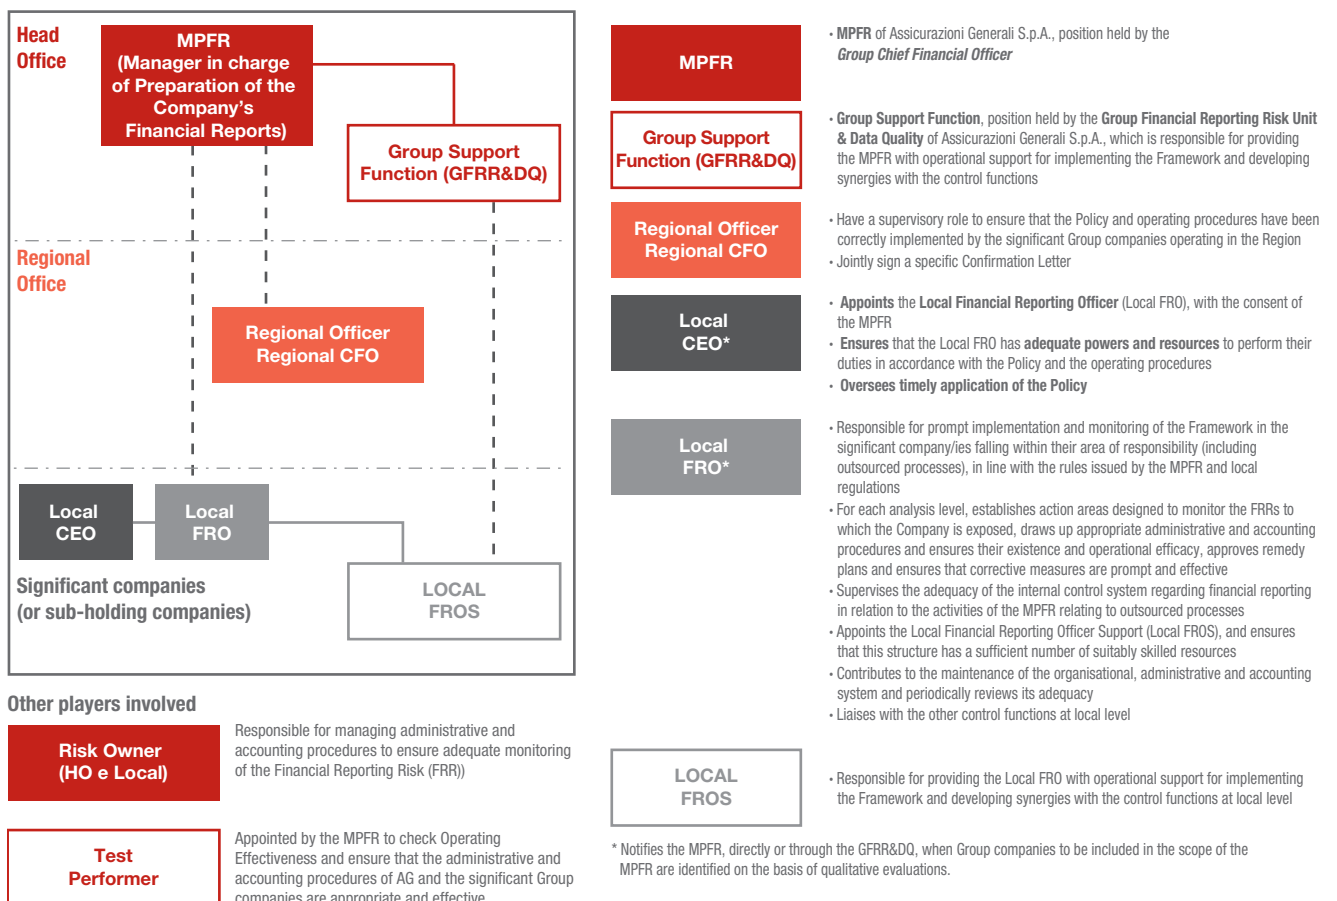 Head
Office
MPFR
(Manager in charge
of Preparation of the
Company's
Financial Reports)
Group Support
Function (GFRR&DQ)
Regional
Office
Regional Officer
Regional CFO
Local
CEO
Local
FRO
Significant companies
(or sub-holding companies)
LOCAL
FROS
Other players involved
Risk Owner
(HO e Local)
Responsible for managing administrative and
accounting procedures to ensure adequate monitoring
of the Financial Reporting Risk (FRR))
Test
Performer
Appointed by the MPFR to check Operating
Effectiveness and ensure that the administrative and
accounting procedures of AG and the significant Group
companies are appropriate and effective
MPFR
• MPFR of Assicurazioni Generali S.p.A., position held by the
Group Chief Financial Officer
Group Support
Function (GFRR&DQ)
• Group Support Function, position held by the Group Financial Reporting Risk Unit
& Data Quality of Assicurazioni Generali S.p.A., which is responsible for providing
the MPFR with operational support for implementing the Framework and developing
synergies with the control functions
Regional Officer
Regional CFO
• Have a supervisory role to ensure that the Policy and operating procedures have been
correctly implemented by the significant Group companies operating in the Region
• Jointly sign a specific Confirmation Letter
Local
CEO*
• Appoints the Local Financial Reporting Officer (Local FRO), with the consent of
the MPFR
• Ensures that the Local FRO has adequate powers and resources to perform their
duties in accordance with the Policy and the operating procedures
• Oversees timely application of the Policy
Local
FRO*
• Responsible for prompt implementation and monitoring of the Framework in the
significant company/ies falling within their area of responsibility (including
outsourced processes), in line with the rules issued by the MPFR and local
regulations
• For each analysis level, establishes action areas designed to monitor the FRRs to
which the Company is exposed, draws up appropriate administrative and accounting
procedures and ensures their existence and operational efficacy, approves remedy
plans and ensures that corrective measures are prompt and effective
• Supervises the adequacy of the internal control system regarding financial reporting
in relation to the activities of the MPFR relating to outsourced processes
• Appoints the Local Financial Reporting Officer Support (Local FROS), and ensures
that this structure has a sufficient number of suitably skilled resources
• Contributes to the maintenance of the organisational, administrative and accounting
system and periodically reviews its adequacy
• Liaises with the other control functions at local level
LOCAL
FROS
• Responsible for providing the Local FRO with operational support for implementing
the Framework and developing synergies with the control functions at local level
* Notifies the MPFR, directly or through the GFRR&DQ, when Group companies to be included in the scope of the
MPFR are identified on the basis of qualitative evaluations.